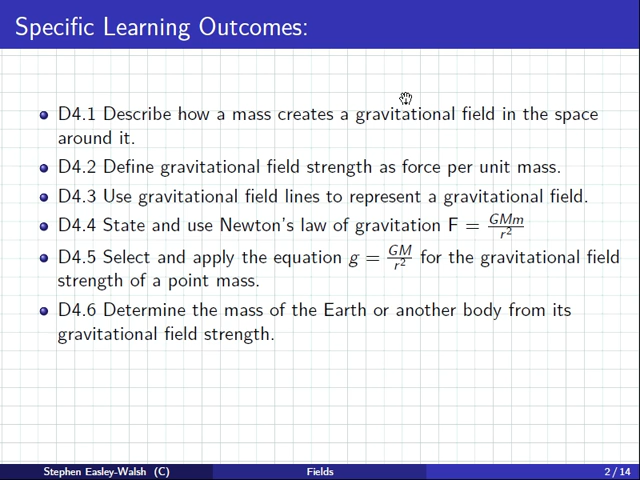 Specific Learning Outcomes:
D4.1 Describe how a mass creates a gravitational field in the space
around it.
D4.2 Define gravitational field strength as force per unit mass.
D4.3 Use gravitational field lines to represent a gravitational field.
D4.4 State and use Newton's law of gravitation F = \frac{GMm}{r^2}
D4.5 Select and apply the equation g = \frac{GM}{r^2} for the gravitational field
strength of a point mass.
D4.6 Determine the mass of the Earth or another body from its
gravitational field strength.
Stephen Easley-Walsh (C) Fields 2 / 14